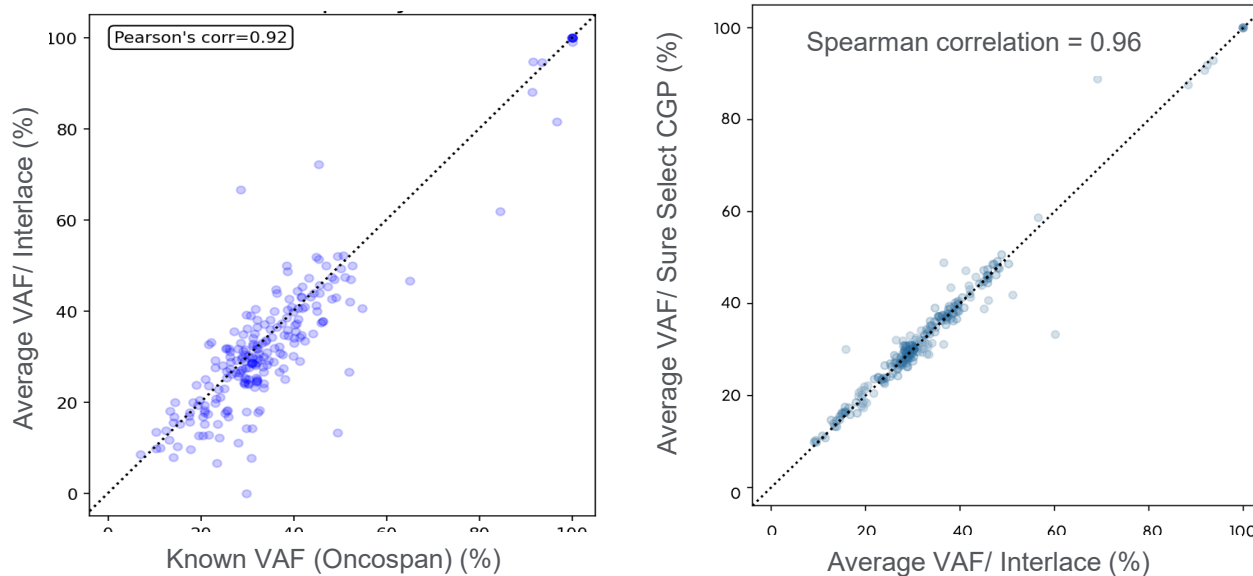 Pearson's corr=0.92
100
80
60
40
20
0
Average VAF/ Interlace (%)
0 20 40 60 80 100
Known VAF (Oncospan) (%)
Spearman correlation = 0.96
100
80
60
40
20
0
Average VAF/ Sure Select CGP (%)
0 20 40 60 80 100
Average VAF/ Interlace (%)